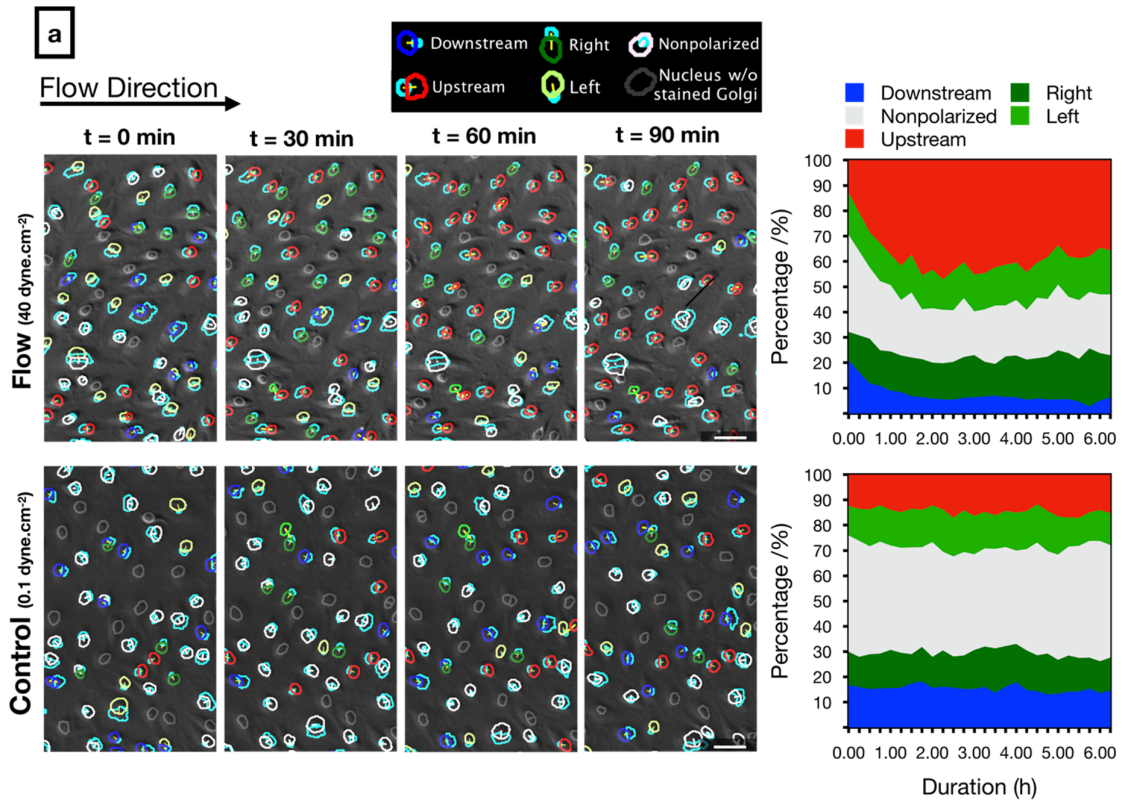 a
Flow Direction
Downstream
Right
Nonpolarized
Upstream
Left
Nucleus w/o
stained Golgi
t = 0 min
t = 30 min
t = 60 min
t = 90 min
Flow (40 dyne.cm-2)
Control (0.1 dyne.cm-2)
Downstream
Right
Nonpolarized
Left
Upstream
Percentage /%)
100
90
80
70
60
50
40
30
20
10
0.00 1.00 2.00 3.00 4.00 5.00 6.00
Percentage /%)
100
90
80
70
60
50
40
30
20
10
0.00 1.00 2.00 3.00 4.00 5.00 6.00
Duration (h)